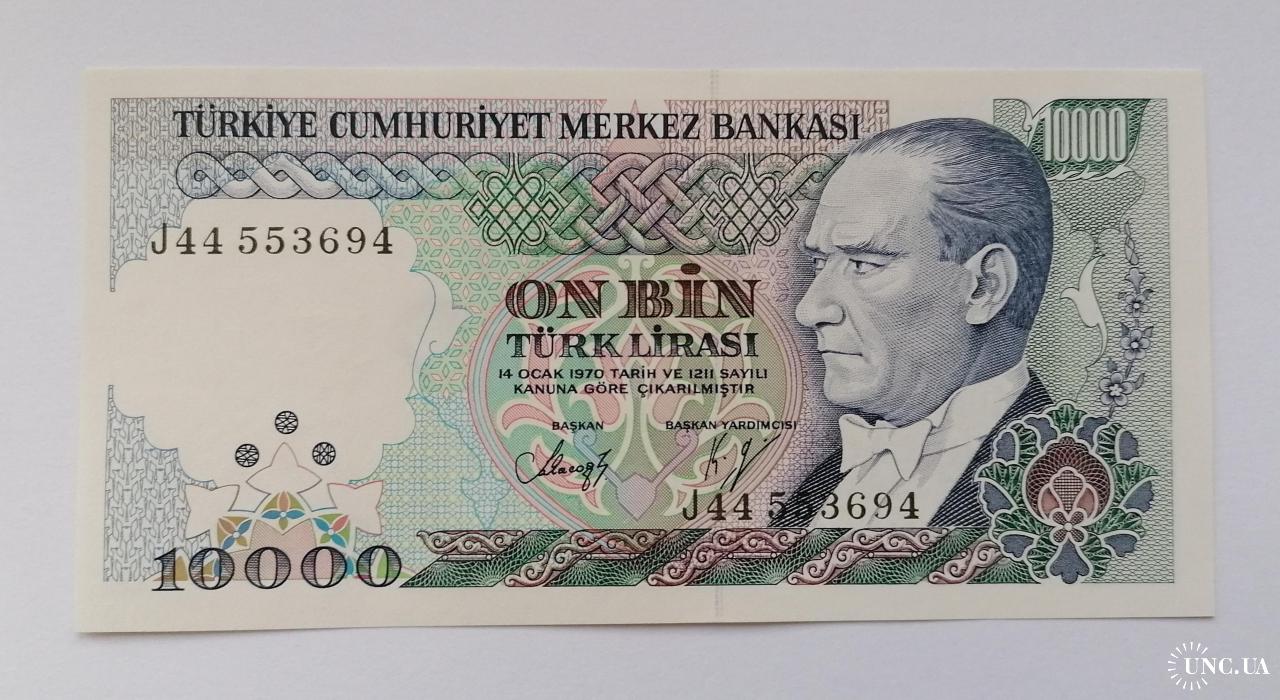 TÜRKİYE CUMHURİYET MERKEZ BANKASI
10000
J44 553694
ON BİN
TÜRK LİRASI
14 OCAK 1970 TARİH VE 1211 SAYILI
KANUNA GÖRE ÇIKARILMIŞTIR
BAŞKAN BAŞKAN YARDIMCISI
J44 553694
10000
UNC.UA